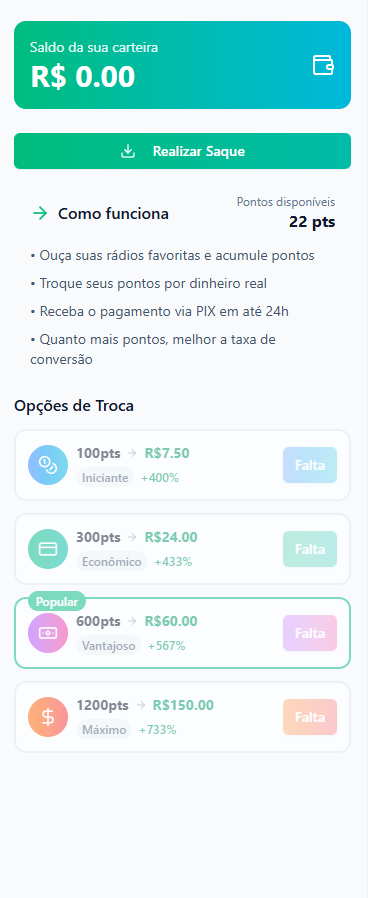 Saldo da sua carteira
R$ 0.00
Realizar Saque
Como funciona
Pontos disponíveis
22 pts
• Ouça suas rádios favoritas e acumule pontos
• Troque seus pontos por dinheiro real
• Receba o pagamento via PIX em até 24h
• Quanto mais pontos, melhor a taxa de
conversão
Opções de Troca
100pts → R$7.50
Iniciante +400%
Falta
300pts → R$24.00
Econômico +433%
Falta
Popular
600pts → R$60.00
Vantajoso +567%
Falta
1200pts → R$150.00
Máximo +733%
Falta